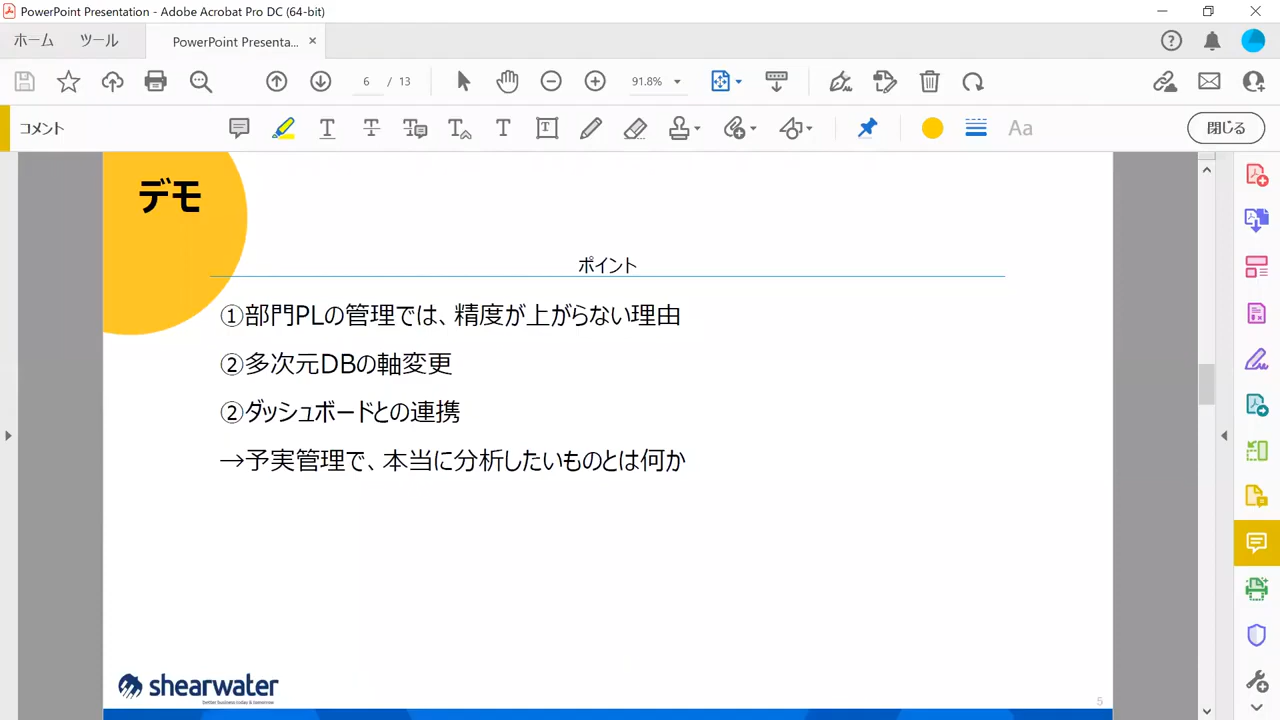 PowerPoint Presentation - Adobe Acrobat Pro DC (64-bit)
ホーム ツール PowerPoint Presenta... ×
6 / 13 91.8%
コメント Aa 閉じる
デモ
ポイント
①部門PLの管理では、精度が上がらない理由
②多次元DBの軸変更
②ダッシュボードとの連携
→予実管理で、本当に分析したいものとは何か
shearwater
better business today & tomorrow
5